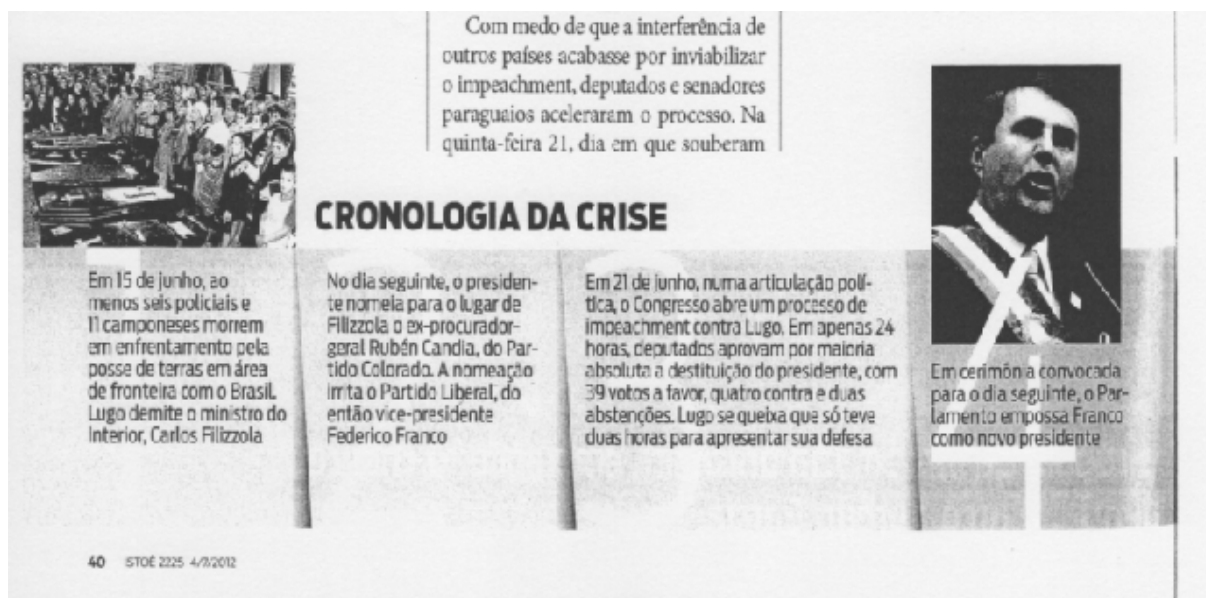 Com medo de que a interferência de
outros países acabasse por inviabilizar
o impeachment, deputados e senadores
paraguaios aceleraram o processo. Na
quinta-feira 21, dia em que souberam
CRONOLOGIA DA CRISE
Em 15 de junho, ao
menos seis policiais e
11 camponeses morrem
em enfrentamento pela
posse de terras em área
de fronteira com o Brasil.
Lugo demite o ministro do
Interior, Carlos Filizzola
No dia seguinte, o presiden-
te nomeia para o lugar de
Filizzola o ex-procurador-
geral Rubén Candia, do Par-
tido Colorado. A nomeação
irrita o Partido Liberal, do
então vice-presidente
Federico Franco
Em 21 de junho, numa articulação polí-
tica, o Congresso abre um processo de
impeachment contra Lugo. Em apenas 24
horas, deputados aprovam por maioria
absoluta a destituição do presidente, com
39 votos a favor, quatro contra e duas
abstenções. Lugo se queixa que só teve
duas horas para apresentar sua defesa
4
Em cerimônia convocada
para o dia seguinte, o Par-
lamento empossa Franco
como novo presidente
40 ISTOÉ 2225 4/7/2012